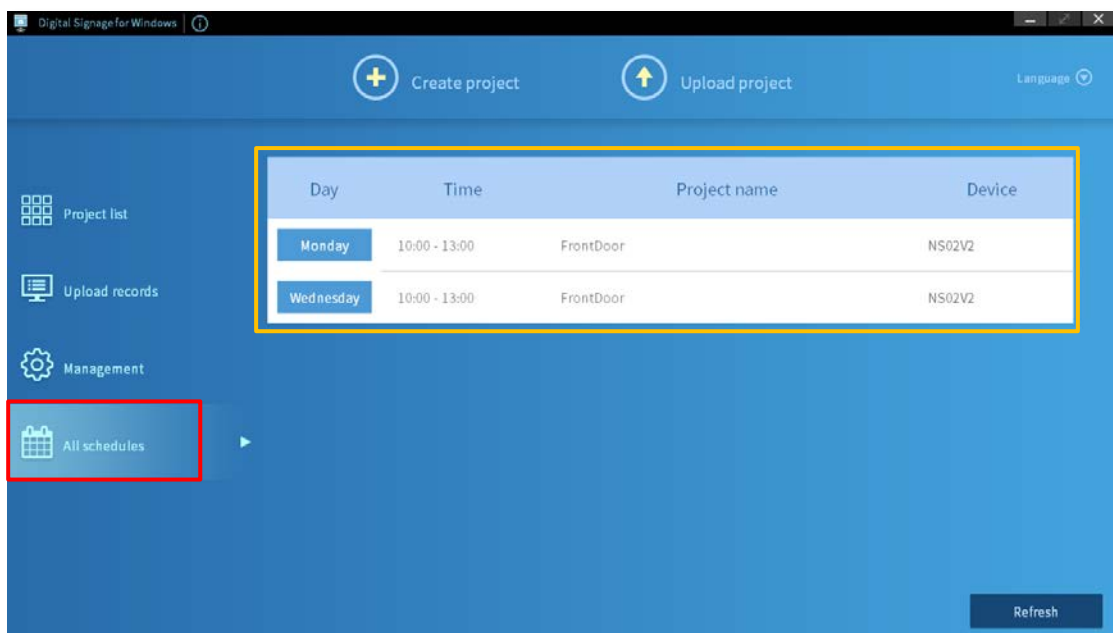 Digital Signage for Windows
Create project
Upload project
Language
Project list
Upload records
Management
All schedules
Day Time Project name Device
Monday 10:00 - 13:00 FrontDoor NS02V2
Wednesday 10:00 - 13:00 FrontDoor NS02V2
Refresh